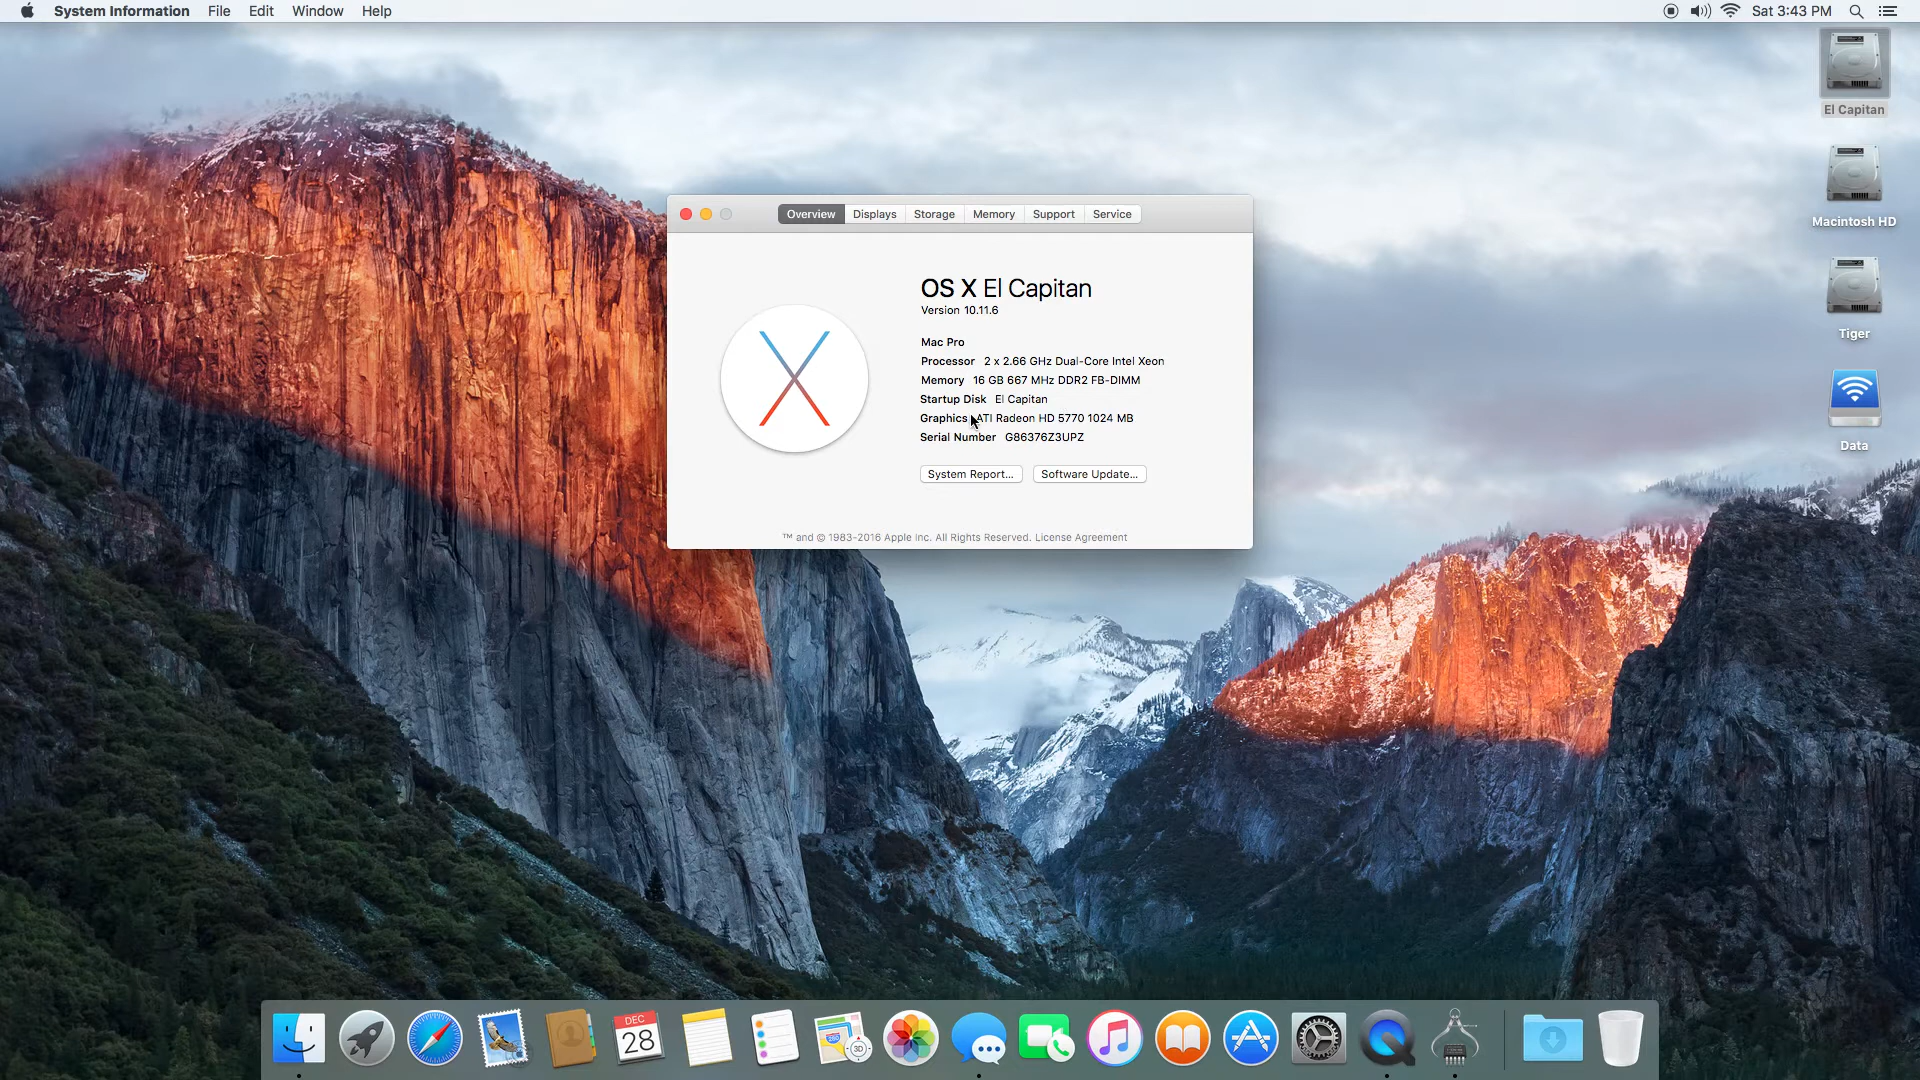 System Information File Edit Window Help Sat 3:43 PM
El Capitan
Macintosh HD
Tiger
Data
Overview Displays Storage Memory Support Service
OS X El Capitan
Version 10.11.6
Mac Pro
Processor 2 x 2.66 GHz Dual-Core Intel Xeon
Memory 16 GB 667 MHz DDR2 FB-DIMM
Startup Disk El Capitan
Graphics ATI Radeon HD 5770 1024 MB
Serial Number G86376Z3UPZ
System Report... Software Update...
™ and © 1983-2016 Apple Inc. All Rights Reserved. License Agreement
DEC
28
280
3D